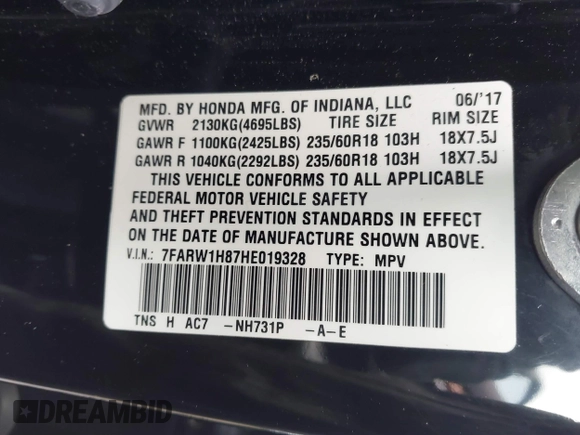 MFD. BY HONDA MFG. OF INDIANA, LLC 06/'17
GVWR 2130KG(4695LBS) TIRE SIZE RIM SIZE
GAWR F 1100KG(2425LBS) 235/60R18 103H 18X7.5J
GAWR R 1040KG(2292LBS) 235/60R18 103H 18X7.5J
THIS VEHICLE CONFORMS TO ALL APPLICABLE
FEDERAL MOTOR VEHICLE SAFETY
AND THEFT PREVENTION STANDARDS IN EFFECT
ON THE DATE OF MANUFACTURE SHOWN ABOVE.
V.I.N.: 7FARW1H87HE019328 TYPE: MPV
TNS H AC7 -NH731P -A-E
DREAMBID